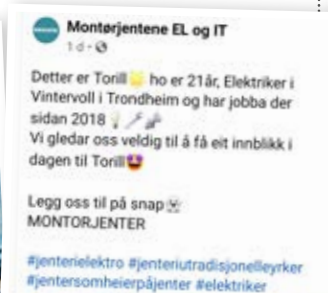 Montørjentene EL og IT
1 d ·
Detter er Torill🌟 ho er 21år, Elektriker i
Vintervoll i Trondheim og har jobba der
sidan 2018💡🔧🔌
Vi gledar oss veldig til å få eit innblikk i
dagen til Torill🤩
Legg oss til på snap👻
MONTORJENTER
#jenterielektro #jenteriutradisjonelleyrker
#jentersomheierpåjenter #elektriker